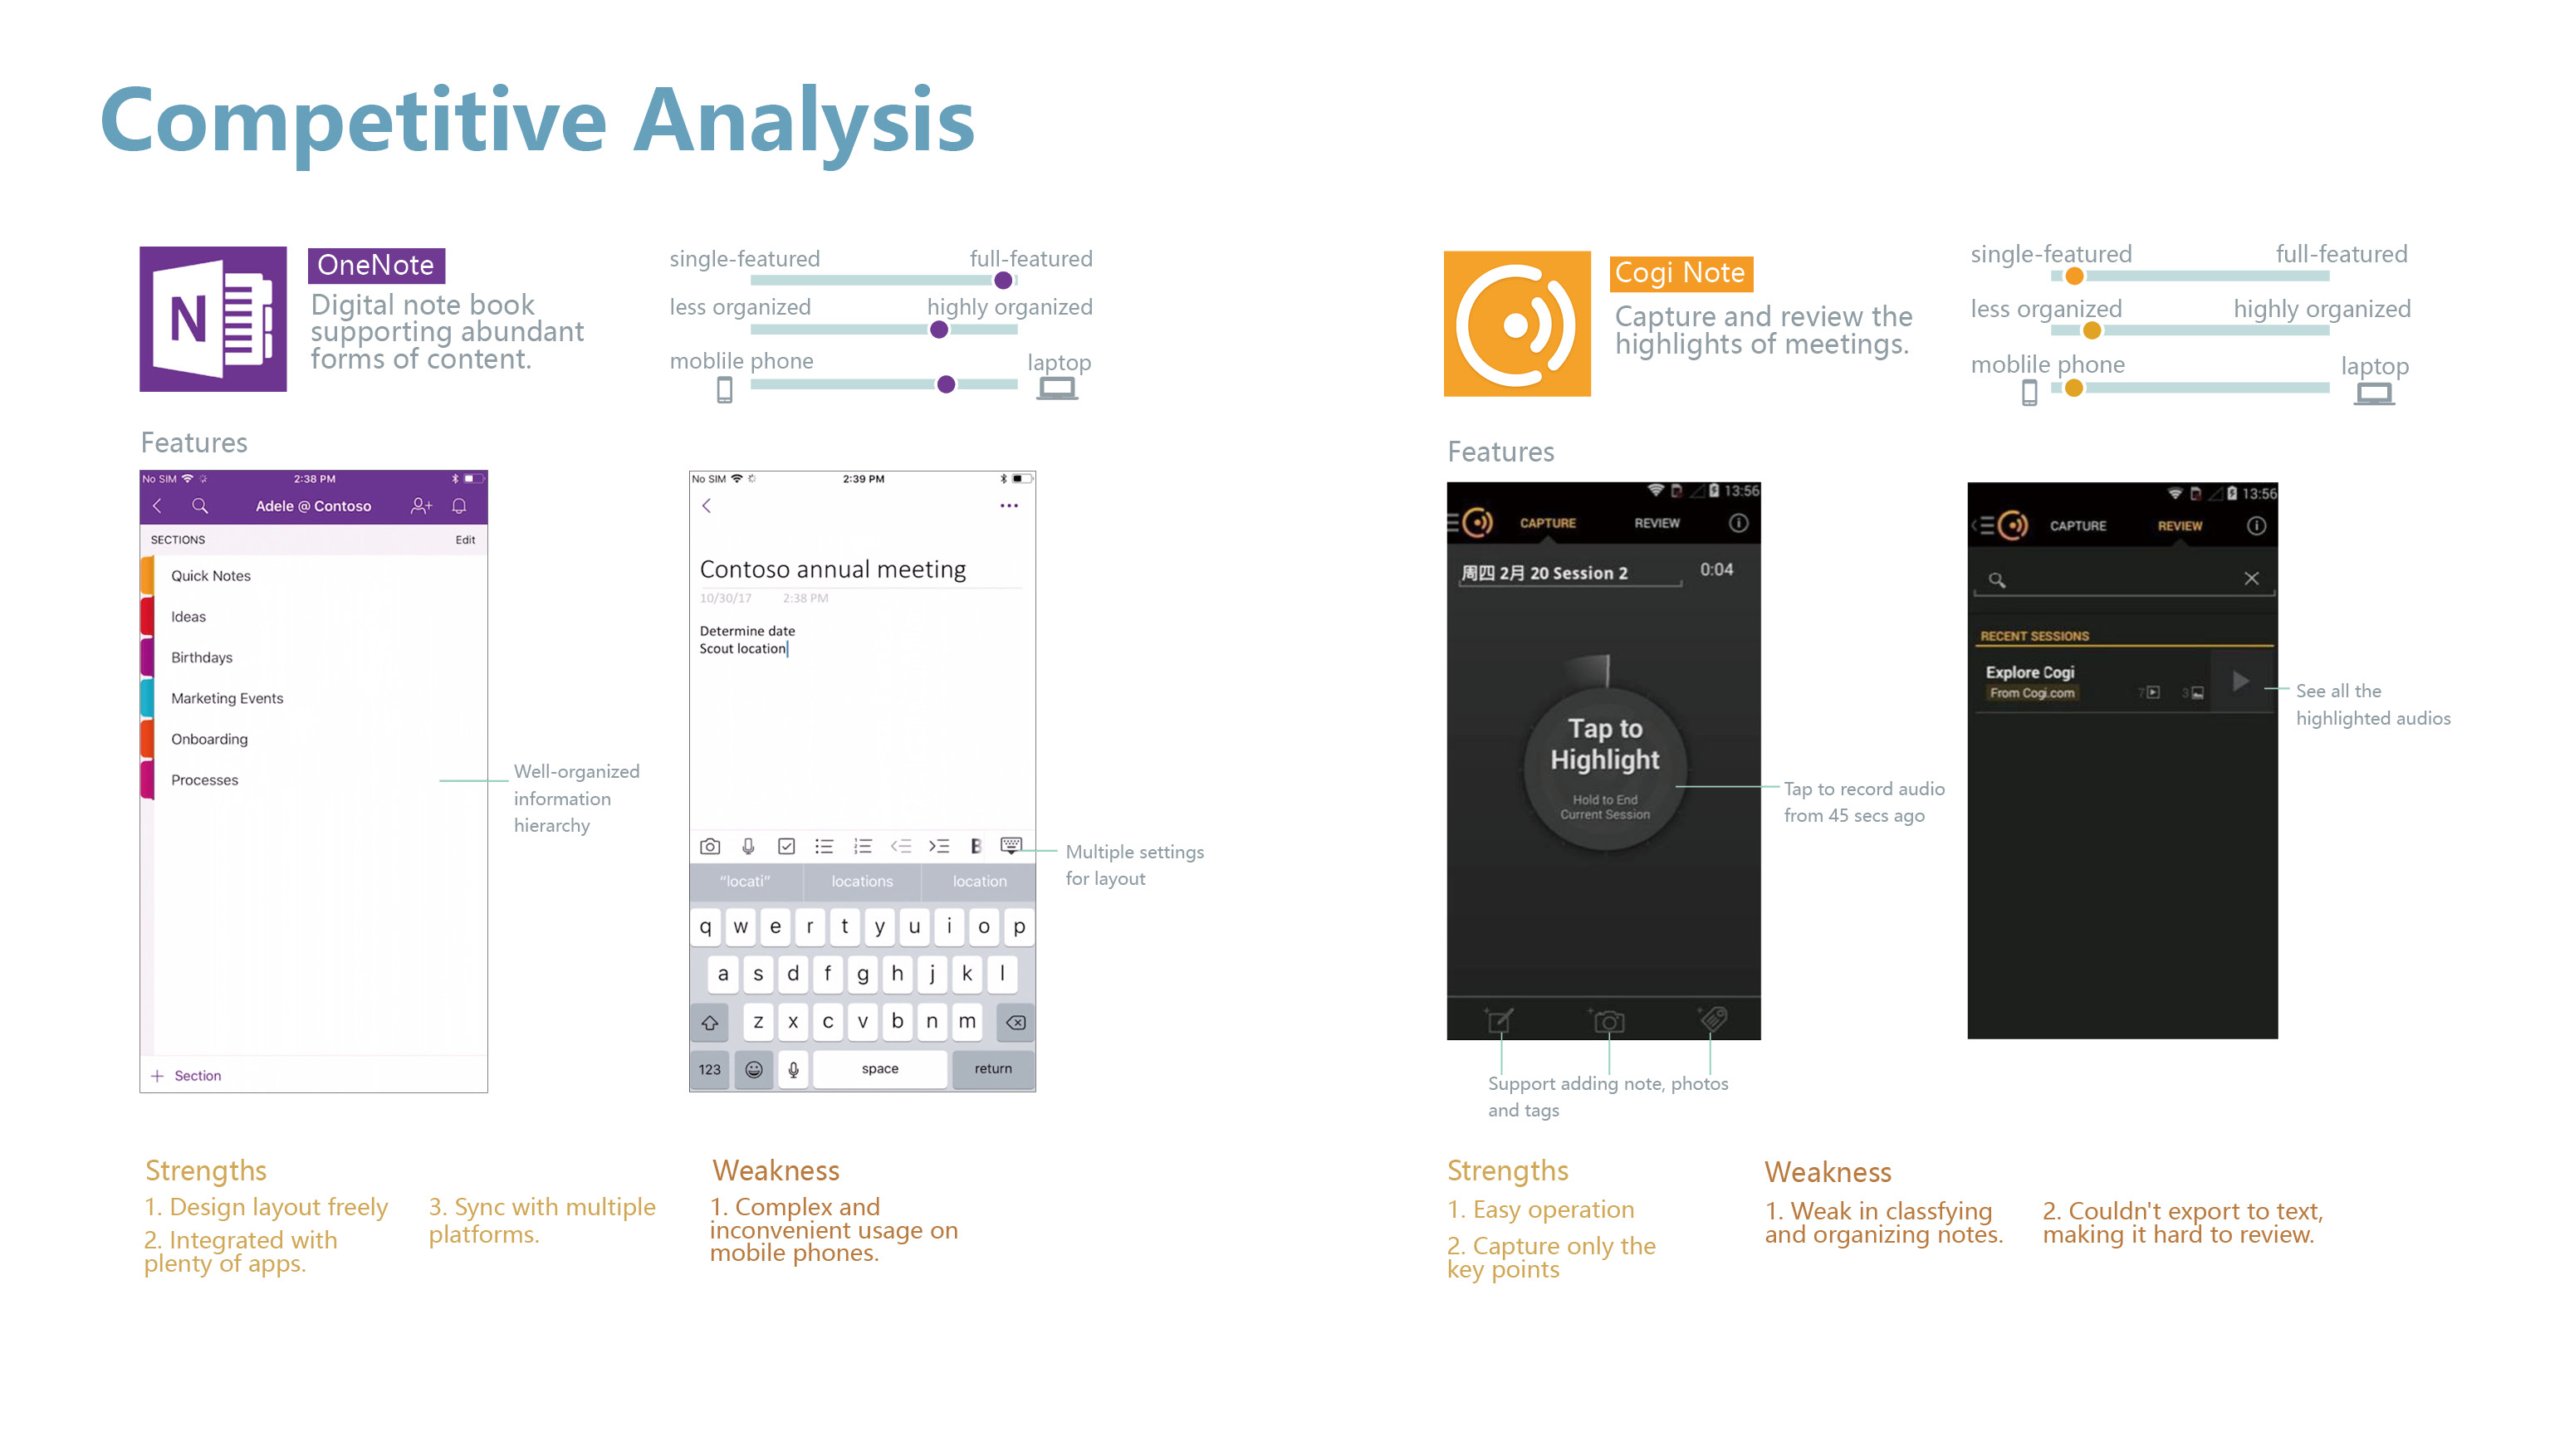 Competitive Analysis
N
OneNote
Digital note book
supporting abundant
forms of content.
single-featured full-featured
less organized highly organized
moblile phone laptop
Features
No SIM 2:38 PM
Adele @ Contoso
SECTIONS Edit
Quick Notes
Ideas
Birthdays
Marketing Events
Onboarding
Processes
+ Section
Well-organized
information
hierarchy
No SIM 2:39 PM
Contoso annual meeting
10/30/17 2:38 PM
Determine date
Scout location
B
"locati" locations location
q w e r t y u i o p
a s d f g h j k l
z x c v b n m
123 space return
Multiple settings
for layout
Strengths
1. Design layout freely
2. Integrated with
plenty of apps.
3. Sync with multiple
platforms.
Weakness
1. Complex and
inconvenient usage on
mobile phones.
Cogi Note
Capture and review the
highlights of meetings.
single-featured full-featured
less organized highly organized
moblile phone laptop
Features
13:56
CAPTURE REVIEW
周四 2月 20 Session 2 0:04
Tap to
Highlight
Hold to End
Current Session
Tap to record audio
from 45 secs ago
Support adding note, photos
and tags
13:56
CAPTURE REVIEW
RECENT SESSIONS
Explore Cogi
From Cogi.com 7 3
See all the
highlighted audios
Strengths
1. Easy operation
2. Capture only the
key points
Weakness
1. Weak in classfying
and organizing notes.
2. Couldn't export to text,
making it hard to review.